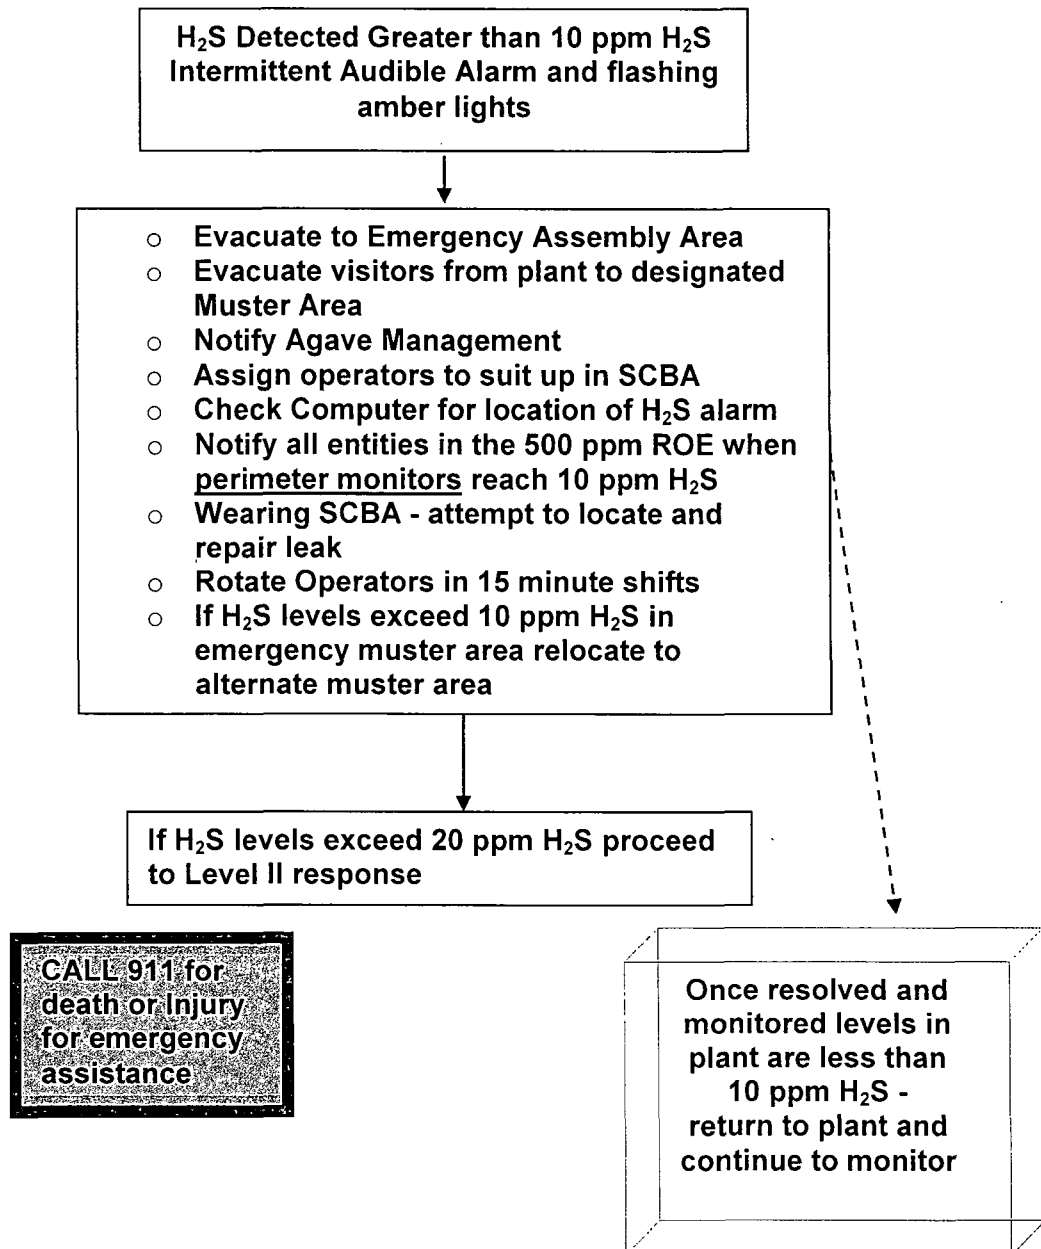 H₂S Detected Greater than 10 ppm H₂S
Intermittent Audible Alarm and flashing
amber lights
○ Evacuate to Emergency Assembly Area
○ Evacuate visitors from plant to designated
Muster Area
○ Notify Agave Management
○ Assign operators to suit up in SCBA
○ Check Computer for location of H₂S alarm
○ Notify all entities in the 500 ppm ROE when
perimeter monitors reach 10 ppm H₂S
○ Wearing SCBA - attempt to locate and
repair leak
○ Rotate Operators in 15 minute shifts
○ If H₂S levels exceed 10 ppm H₂S in
emergency muster area relocate to
alternate muster area
If H₂S levels exceed 20 ppm H₂S proceed
to Level II response
CALL 911 for
death or Injury
for emergency
assistance
Once resolved and
monitored levels in
plant are less than
10 ppm H₂S -
return to plant and
continue to monitor